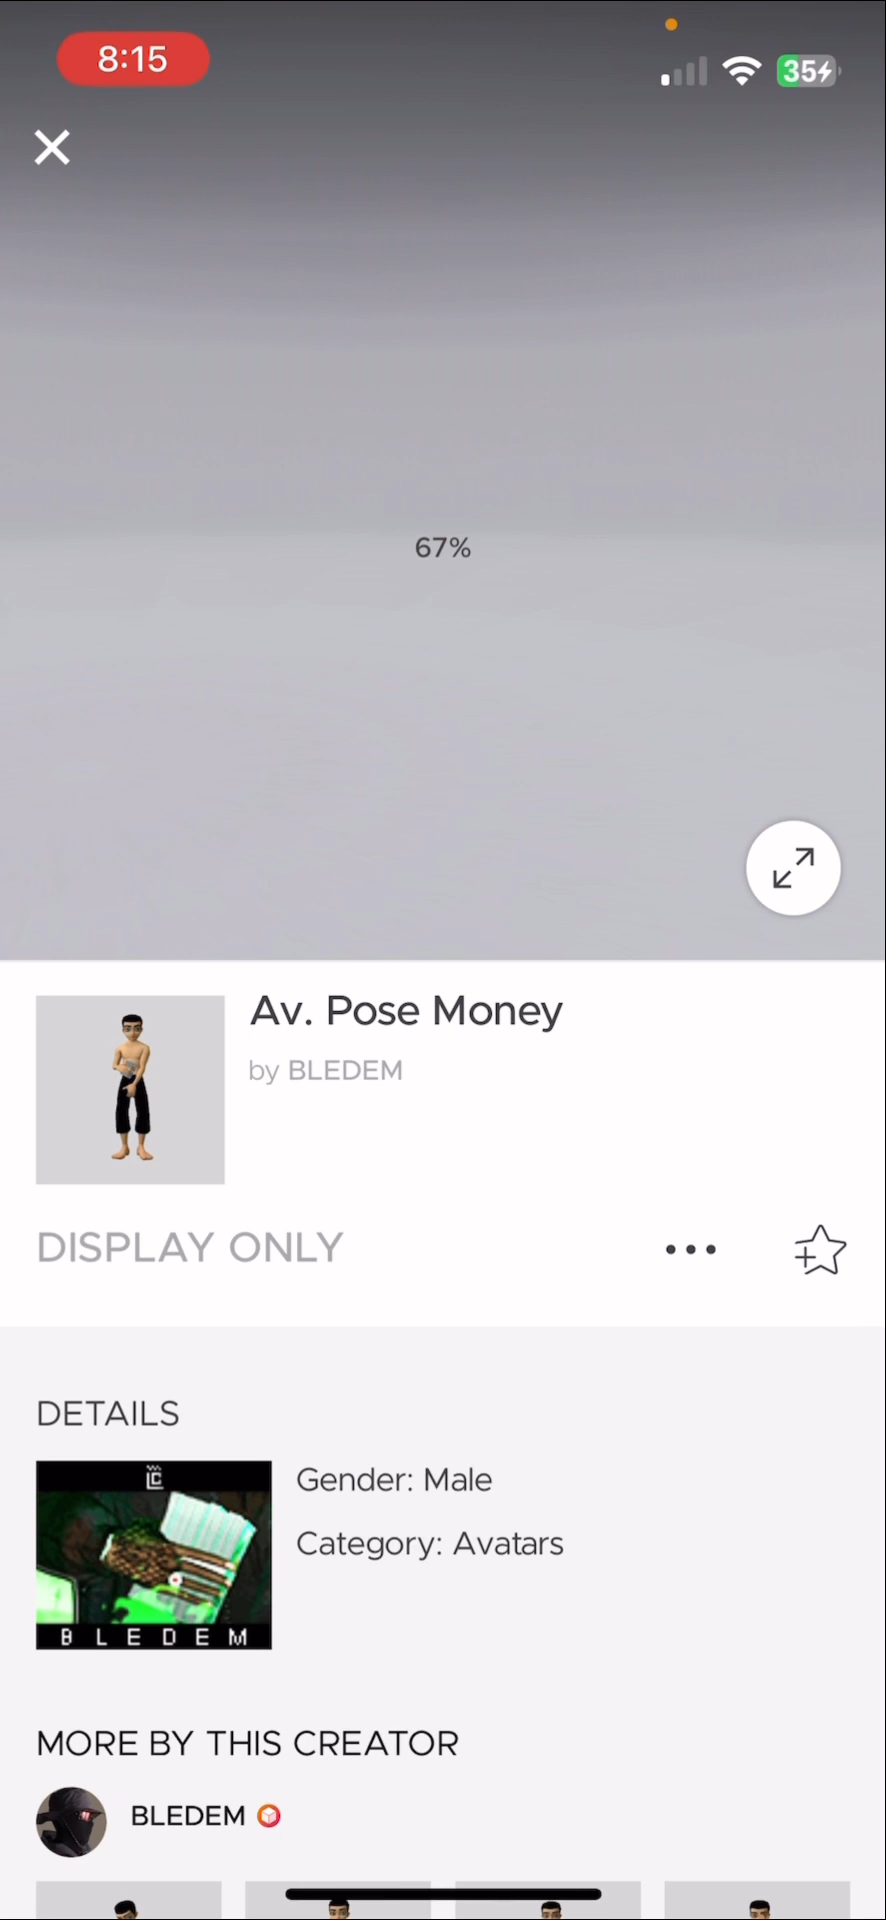 8:15
35
67%
Av. Pose Money
by BLEDEM
DISPLAY ONLY
DETAILS
Gender: Male
Category: Avatars
BLEDEM
MORE BY THIS CREATOR
BLEDEM